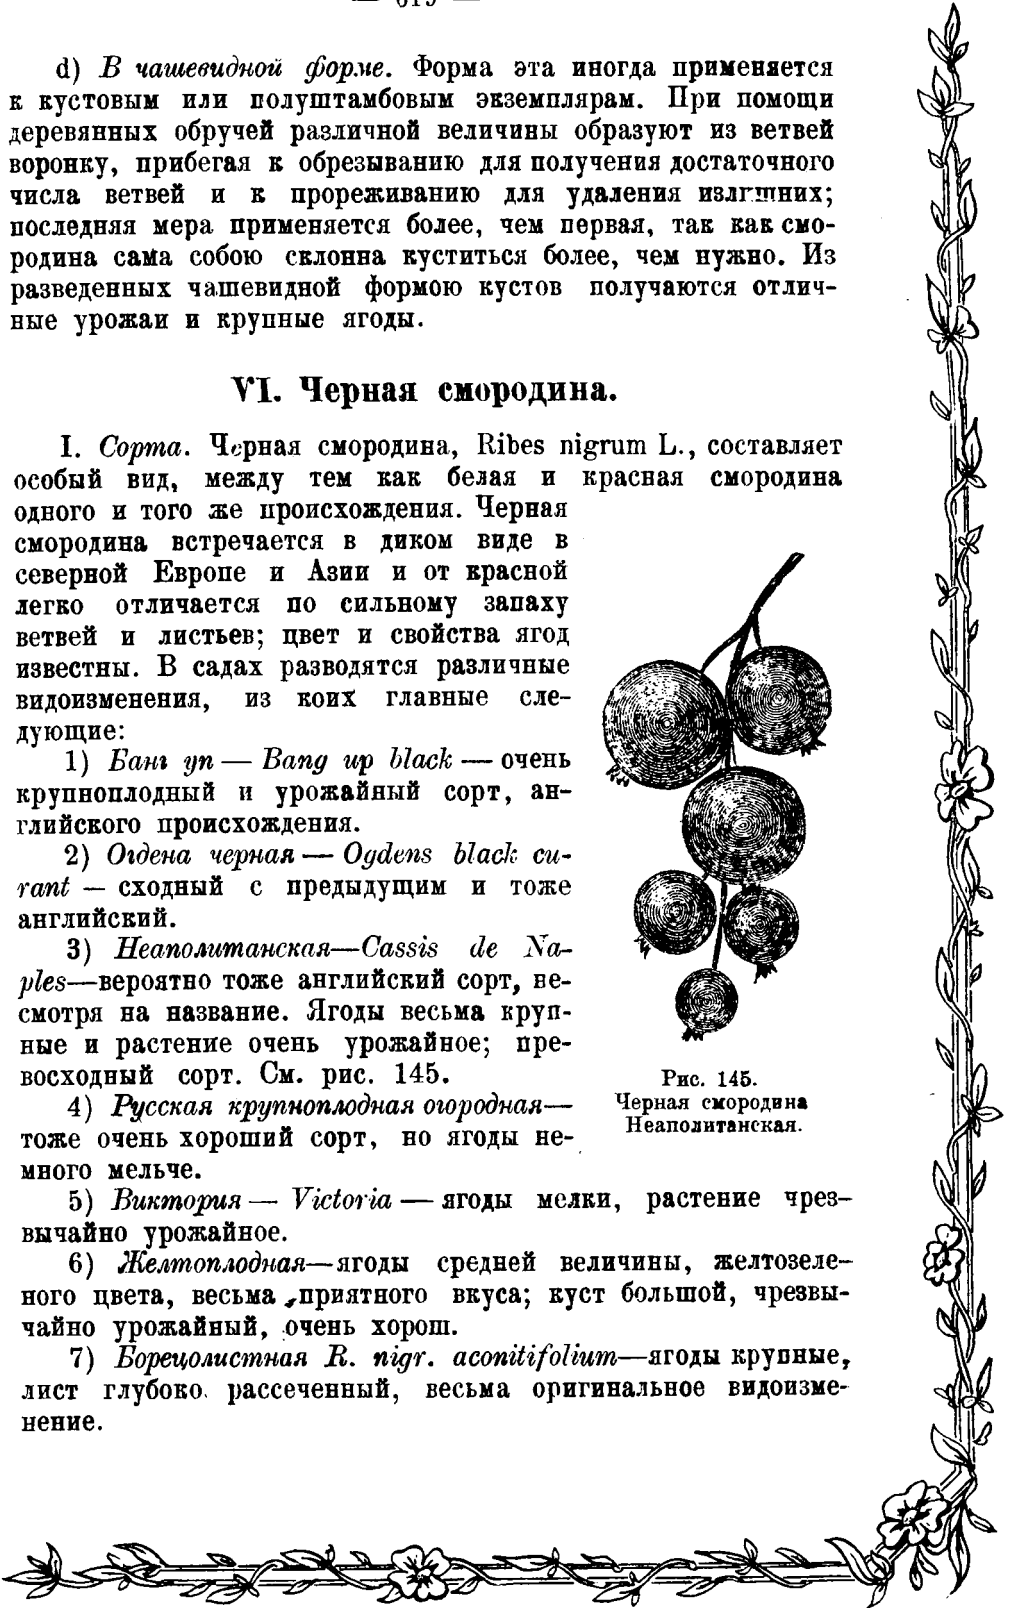 d) В чашевидной форме. Форма эта иногда применяется
к кустовым или полуштамбовым экземплярам. При помощи
деревянных обручей различной величины образуют из ветвей
воронку, прибегая к обрезыванию для получения достаточного
числа ветвей и к прореживанию для удаления излишних;
последняя мера применяется более, чем первая, так как смо-
родина сама собою склонна куститься более, чем нужно. Из
разведенных чашевидной формою кустов получаются отлич-
ные урожаи и крупные ягоды.
VI. Черная смородина.
I. Сорта. Черная смородина, Ribes nigrum L., составляет
особый вид, между тем как белая и красная смородина
одного и того же происхождения. Черная
смородина встречается в диком виде в
северной Европе и Азии и от красной
легко отличается по сильному запаху
ветвей и листьев; цвет и свойства ягод
известны. В садах разводятся различные
видоизменения, из коих главные сле-
дующие:
1) Банг уп — Bang up black — очень
крупноплодный и урожайный сорт, ан-
глийского происхождения.
2) Огдена черная — Ogdens black cu-
rant — сходный с предыдущим и тоже
английский.
3) Неаполитанская—Cassis de Na-
ples—вероятно тоже английский сорт, не-
смотря на название. Ягоды весьма круп-
ные и растение очень урожайное; пре-
восходный сорт. См. рис. 145.
4) Русская крупноплодная огородная—
тоже очень хороший сорт, но ягоды не-
много мельче.
Рис. 145.
Черная смородина
Неаполитанская.
5) Виктория — Victoria — ягоды мелки, растение чрез-
вычайно урожайное.
6) Желтоплодная—ягоды средней величины, желтозеле-
ного цвета, весьма приятного вкуса; куст большой, чрезвы-
чайно урожайный, очень хорош.
7) Борецолистная R. nigr. aconitifolium—ягоды крупные,
лист глубоко рассеченный, весьма оригинальное видоизме-
нение.